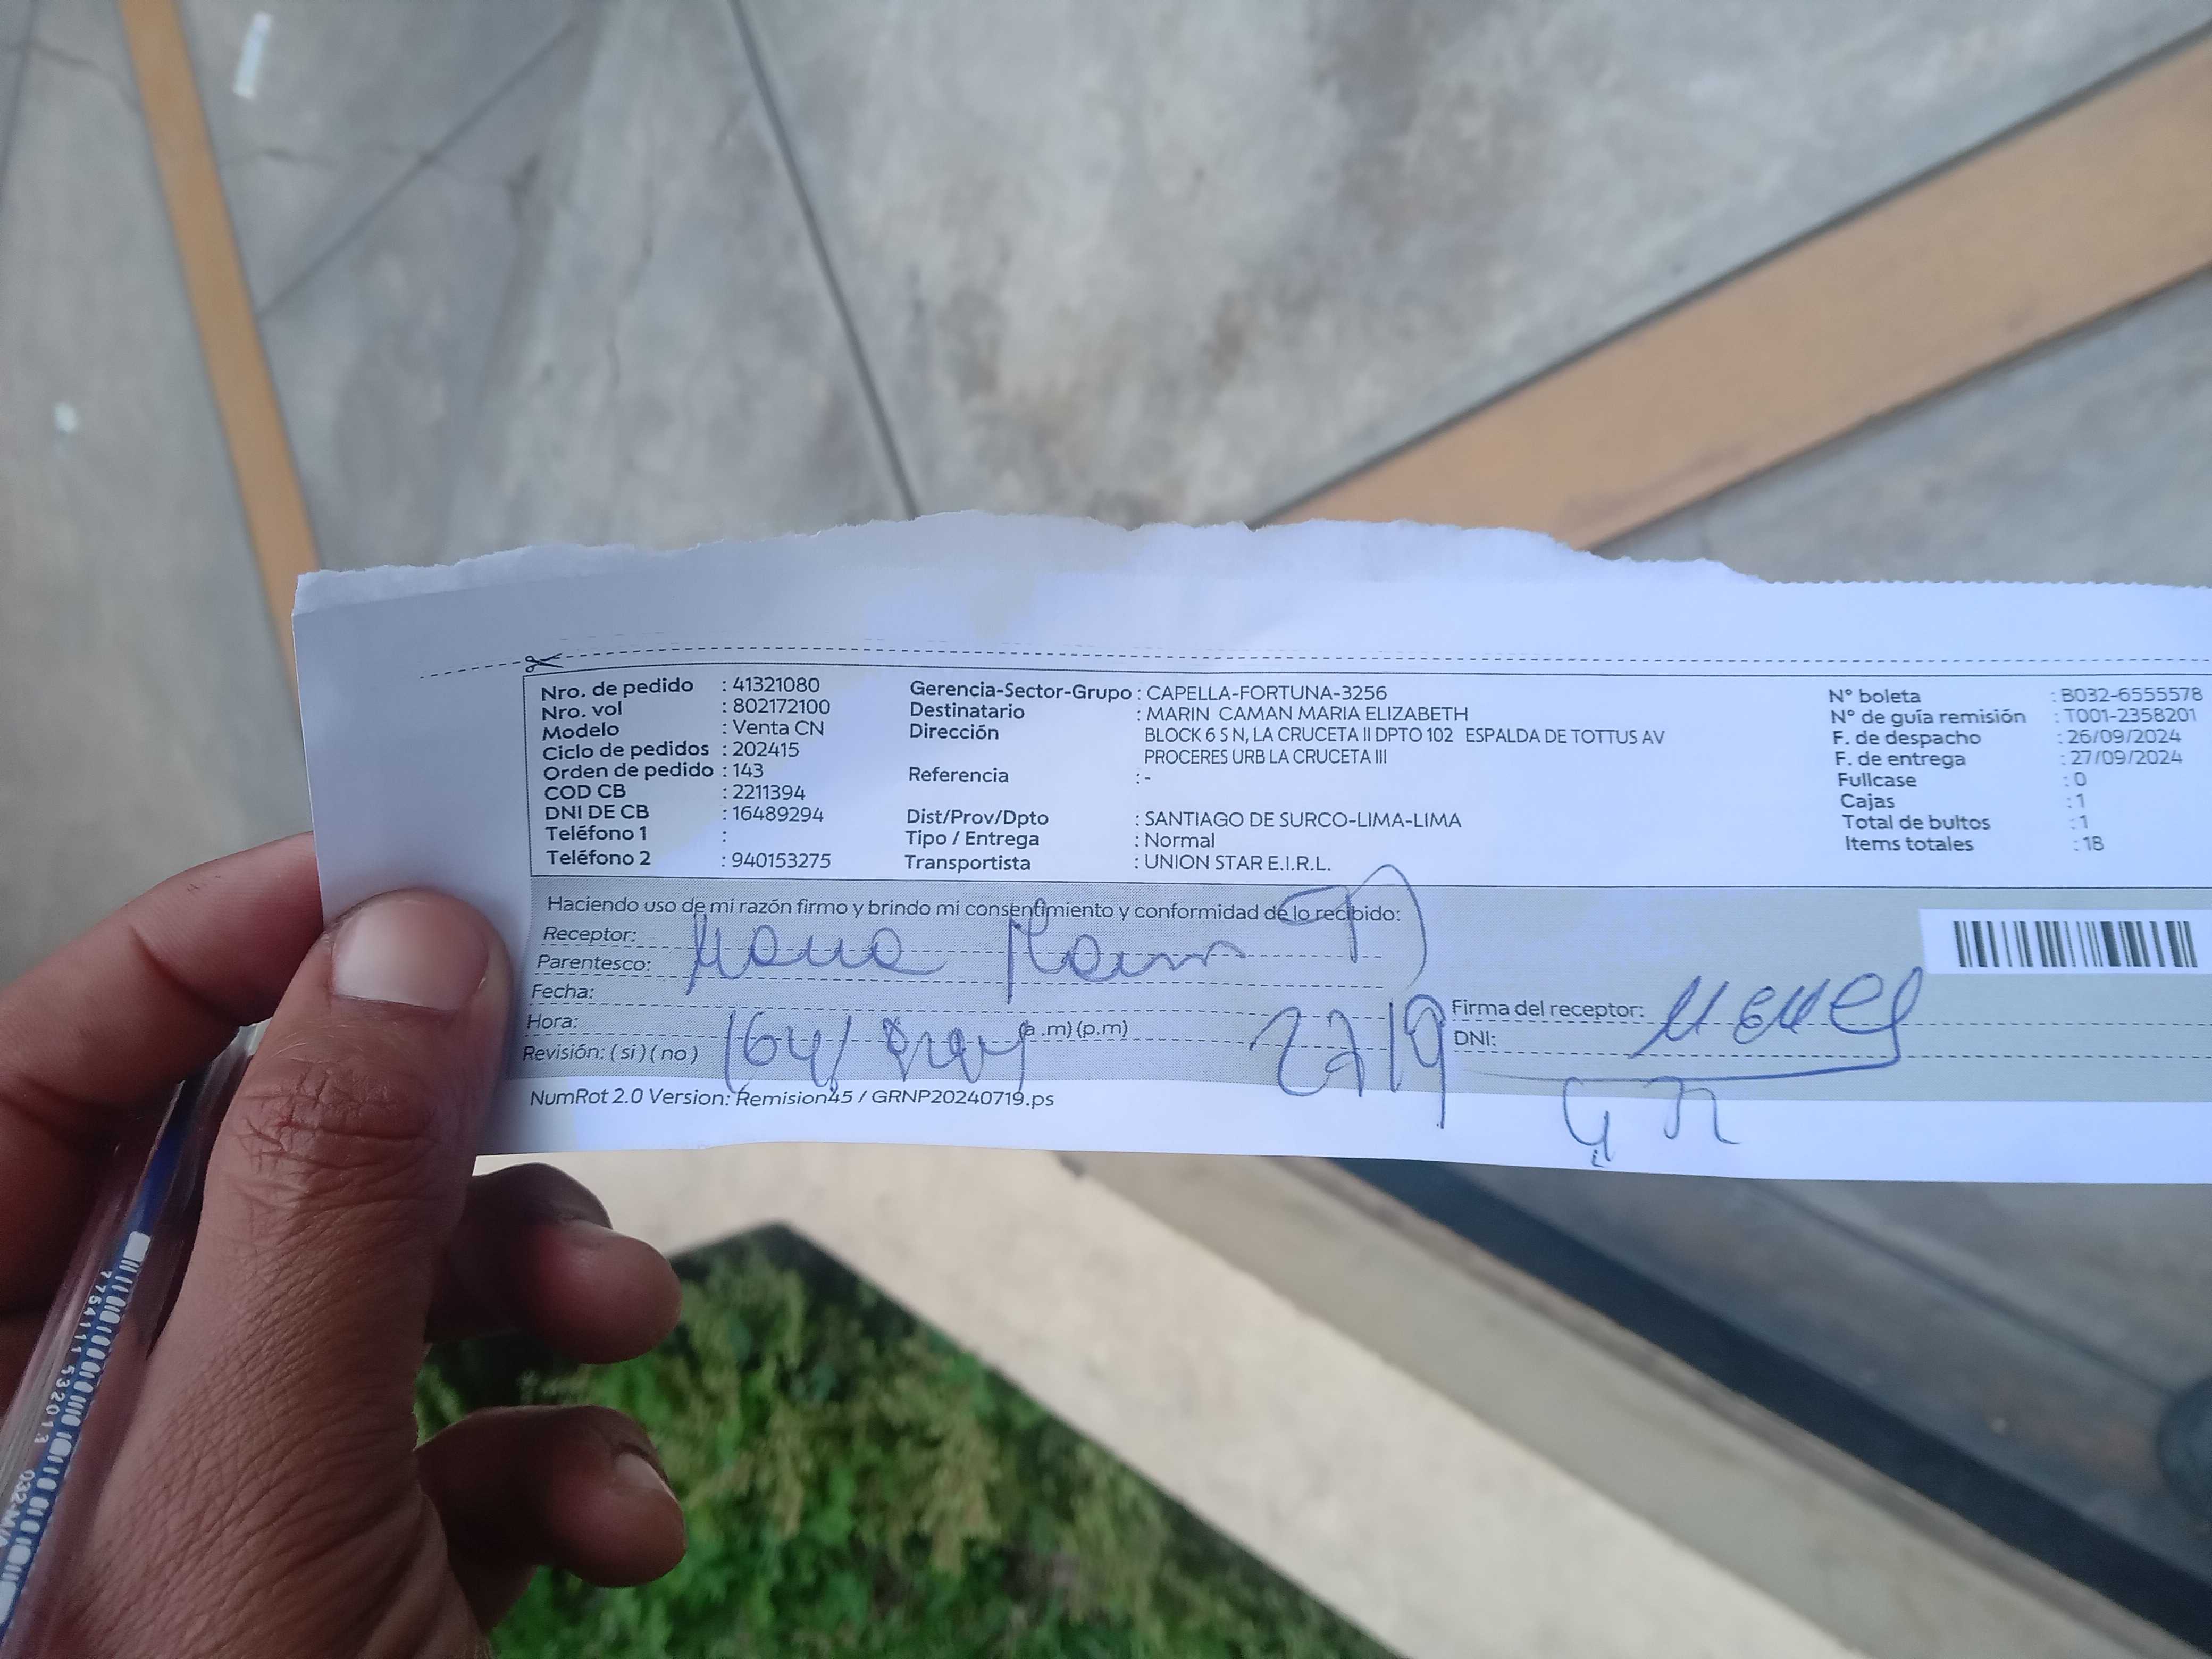 Nro. de pedido : 41321080
Nro. vol : 802172100
Modelo : Venta CN
Ciclo de pedidos : 202415
Orden de pedido : 143
COD CB : 2211394
DNI DE CB : 16489294
Teléfono 1 :
Teléfono 2 : 940153275
Gerencia-Sector-Grupo : CAPELLA-FORTUNA-3256
Destinatario : MARIN CAMAN MARIA ELIZABETH
Dirección BLOCK 6 S N, LA CRUCETA II DPTO 102 ESPALDA DE TOTTUS AV
PROCERES URB LA CRUCETA III
Referencia : -
Dist/Prov/Dpto : SANTIAGO DE SURCO-LIMA-LIMA
Tipo / Entrega : Normal
Transportista : UNION STAR E.I.R.L.
N° boleta : B032-6555578
N° de guía remisión : T001-2358201
F. de despacho : 26/09/2024
F. de entrega : 27/09/2024
Fullcase : 0
Cajas : 1
Total de bultos : 1
Items totales : 18
Haciendo uso de mi razón firmo y brindo mi consentimiento y conformidad de lo recibido:
Receptor:
Parentesco:
Fecha:
Hora: (a .m) (p.m)
Revisión: ( si ) ( no )
27/9
Firma del receptor:
DNI:
NumRot 2.0 Version: Remision45 / GRNP20240719.ps